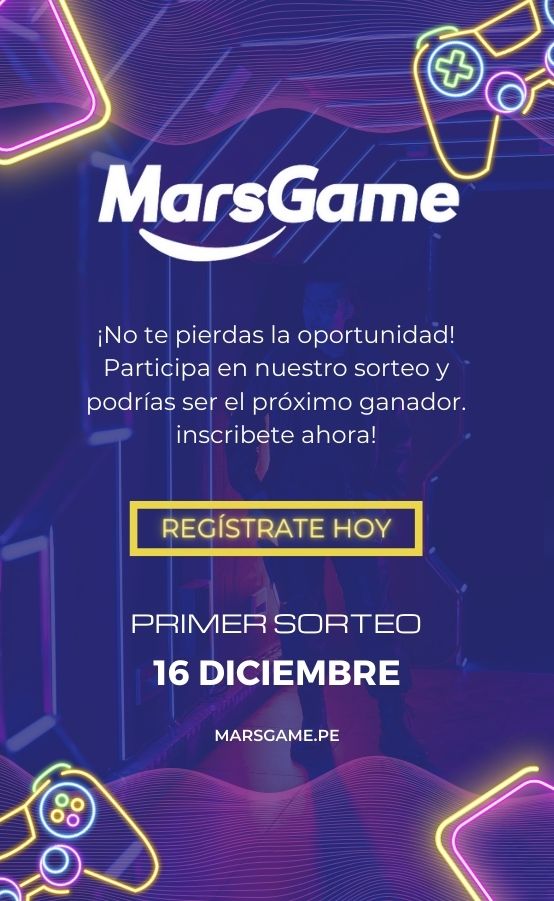 MarsGame
¡No te pierdas la oportunidad!
Participa en nuestro sorteo y
podrías ser el próximo ganador.
inscribete ahora!
REGÍSTRATE HOY
PRIMER SORTEO
16 DICIEMBRE
MARSGAME.PE